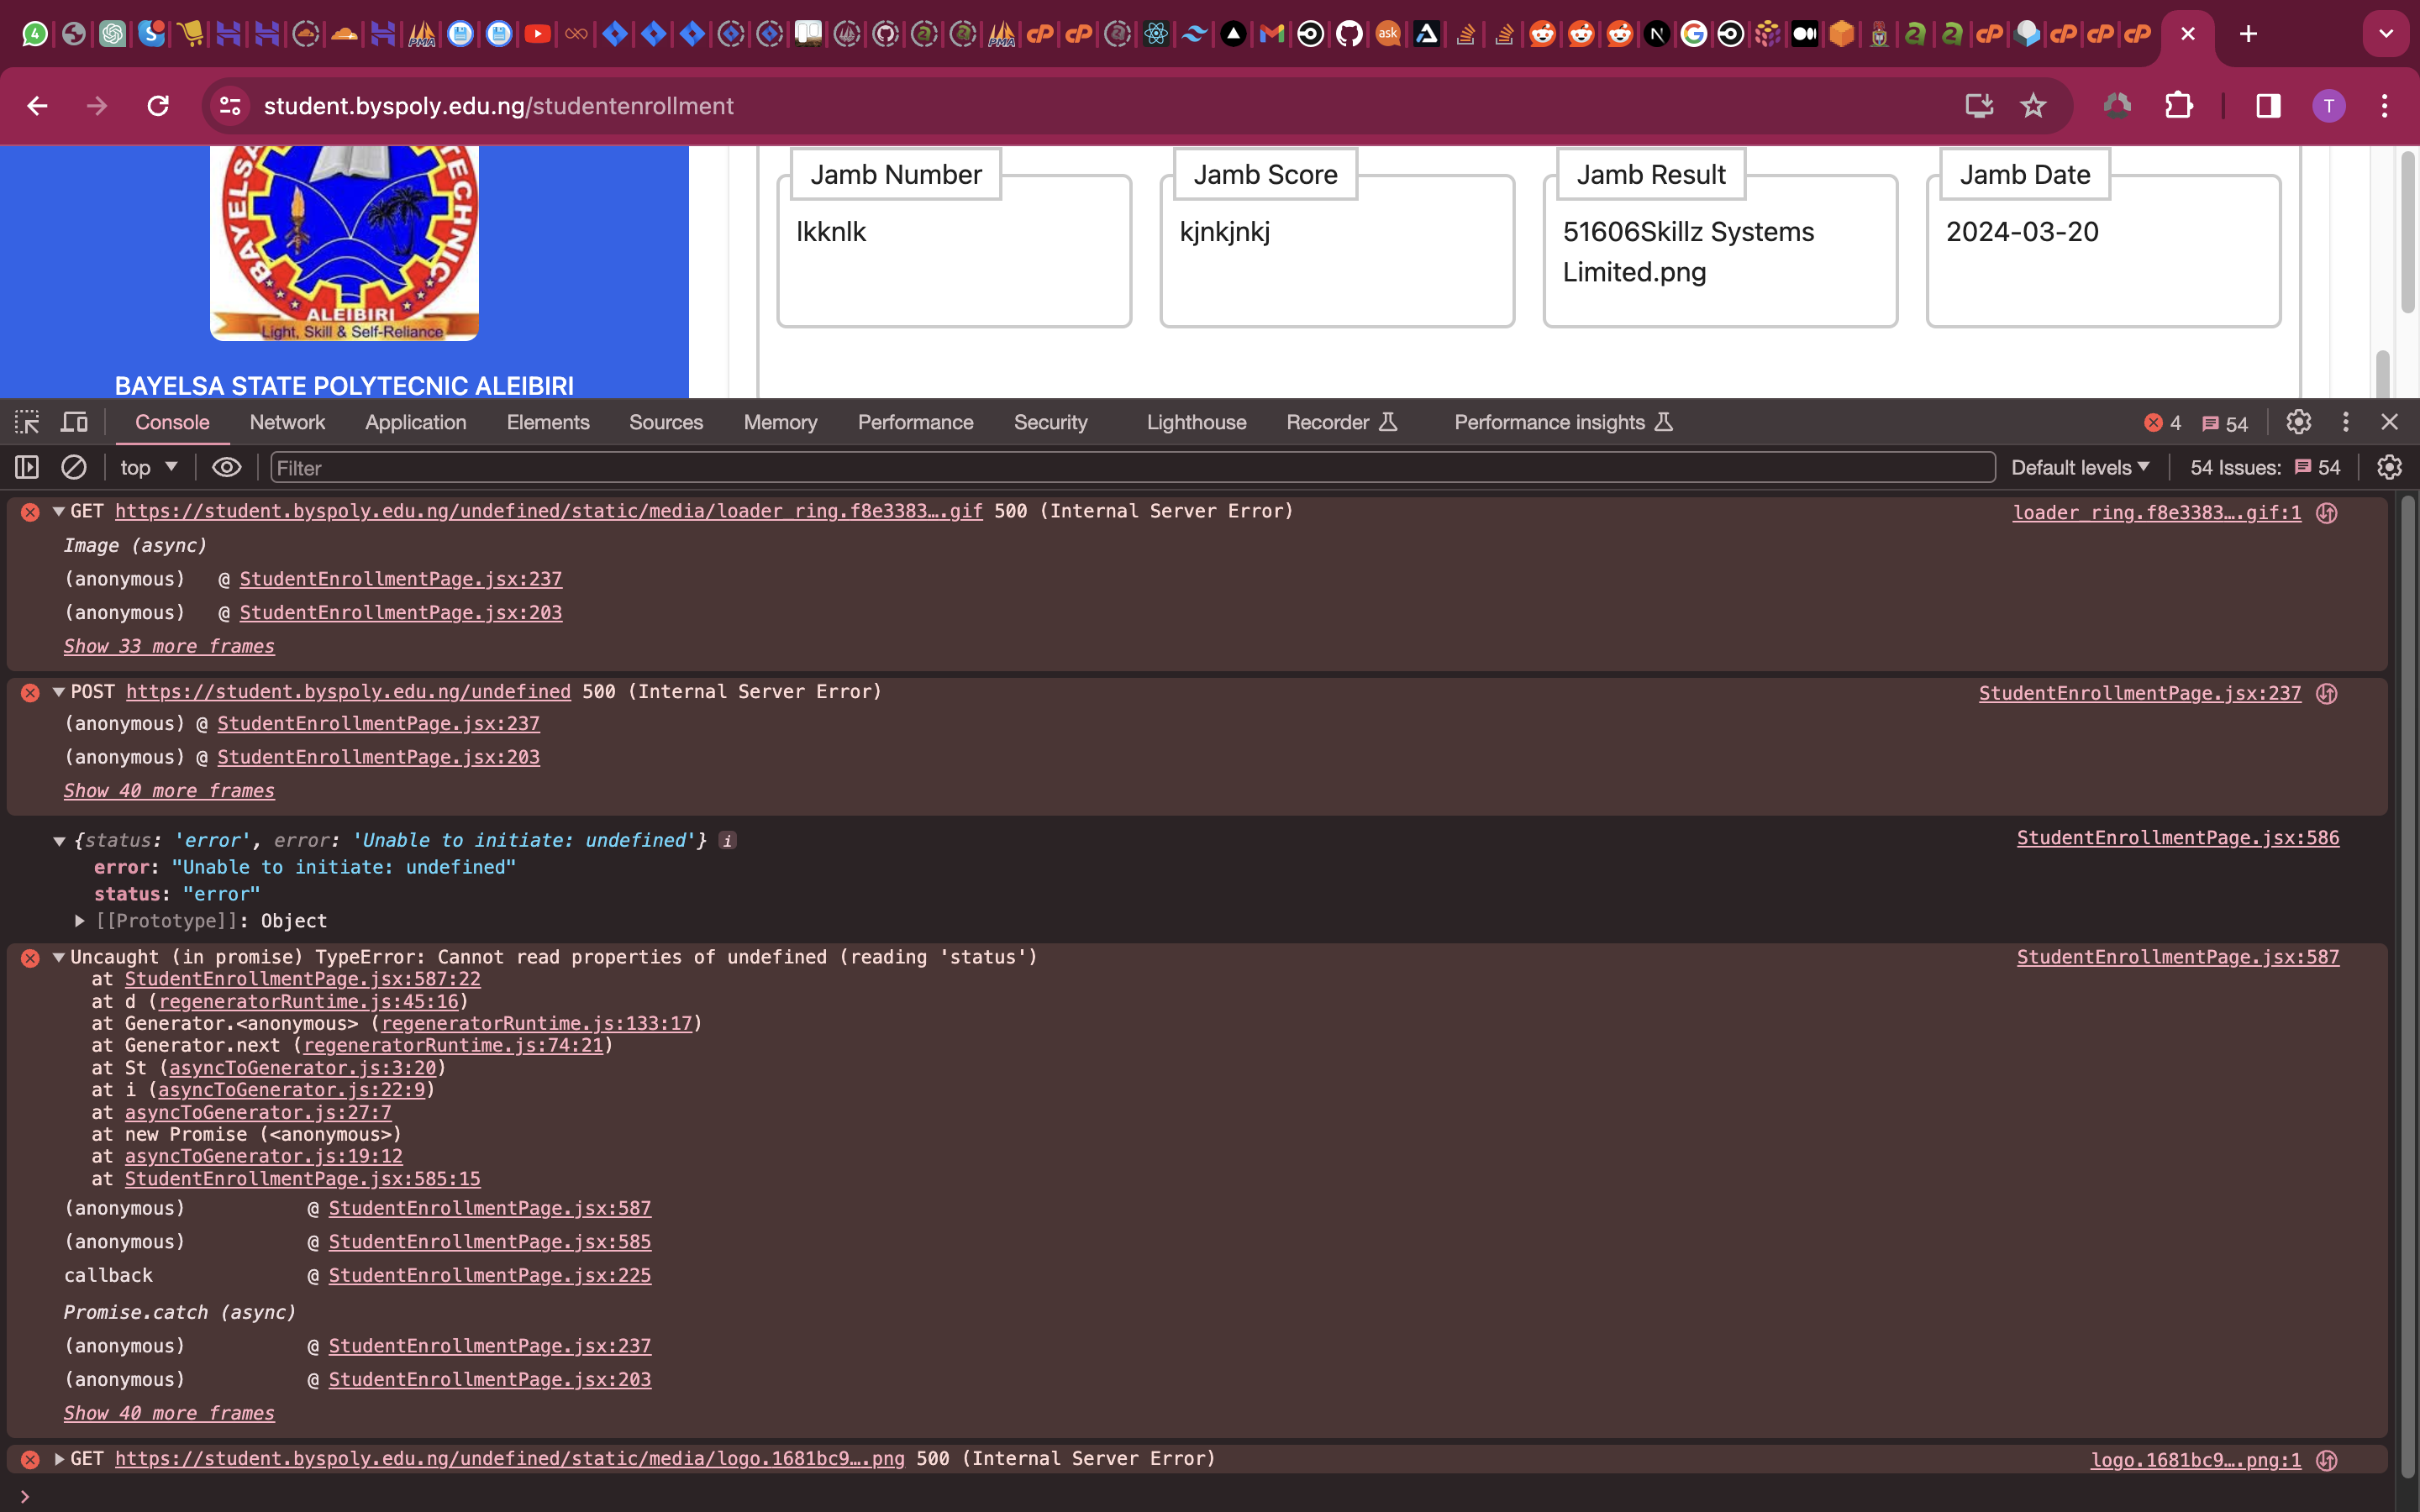 4
PMA
PMA
cP
cP
ask
N
G
cP
cP
cP
cP
student.byspoly.edu.ng/studentenrollment
T
TECHNIC
BAYELSA
ALEIBIRI
Light, Skill & Self-Reliance
BAYELSA STATE POLYTECNIC ALEIBIRI
Jamb Number
Jamb Score
Jamb Result
Jamb Date
lkknlk
kjnkjnkj
51606Skillz Systems
Limited.png
2024-03-20
Console Network Application Elements Sources Memory Performance Security Lighthouse Recorder Performance insights 4 54
top Filter Default levels 54 Issues: 54
GET https://student.byspoly.edu.ng/undefined/static/media/loader_ring.f8e3383….gif 500 (Internal Server Error) loader_ring.f8e3383….gif:1
Image (async)
(anonymous) @ StudentEnrollmentPage.jsx:237
(anonymous) @ StudentEnrollmentPage.jsx:203
Show 33 more frames
POST https://student.byspoly.edu.ng/undefined 500 (Internal Server Error) StudentEnrollmentPage.jsx:237
(anonymous) @ StudentEnrollmentPage.jsx:237
(anonymous) @ StudentEnrollmentPage.jsx:203
Show 40 more frames
{status: 'error', error: 'Unable to initiate: undefined'} i StudentEnrollmentPage.jsx:586
error: "Unable to initiate: undefined"
status: "error"
[[Prototype]]: Object
Uncaught (in promise) TypeError: Cannot read properties of undefined (reading 'status') StudentEnrollmentPage.jsx:587
at StudentEnrollmentPage.jsx:587:22
at d (regeneratorRuntime.js:45:16)
at Generator.<anonymous> (regeneratorRuntime.js:133:17)
at Generator.next (regeneratorRuntime.js:74:21)
at St (asyncToGenerator.js:3:20)
at i (asyncToGenerator.js:22:9)
at asyncToGenerator.js:27:7
at new Promise (<anonymous>)
at asyncToGenerator.js:19:12
at StudentEnrollmentPage.jsx:585:15
(anonymous) @ StudentEnrollmentPage.jsx:587
(anonymous) @ StudentEnrollmentPage.jsx:585
callback @ StudentEnrollmentPage.jsx:225
Promise.catch (async)
(anonymous) @ StudentEnrollmentPage.jsx:237
(anonymous) @ StudentEnrollmentPage.jsx:203
Show 40 more frames
GET https://student.byspoly.edu.ng/undefined/static/media/logo.1681bc9….png 500 (Internal Server Error) logo.1681bc9….png:1